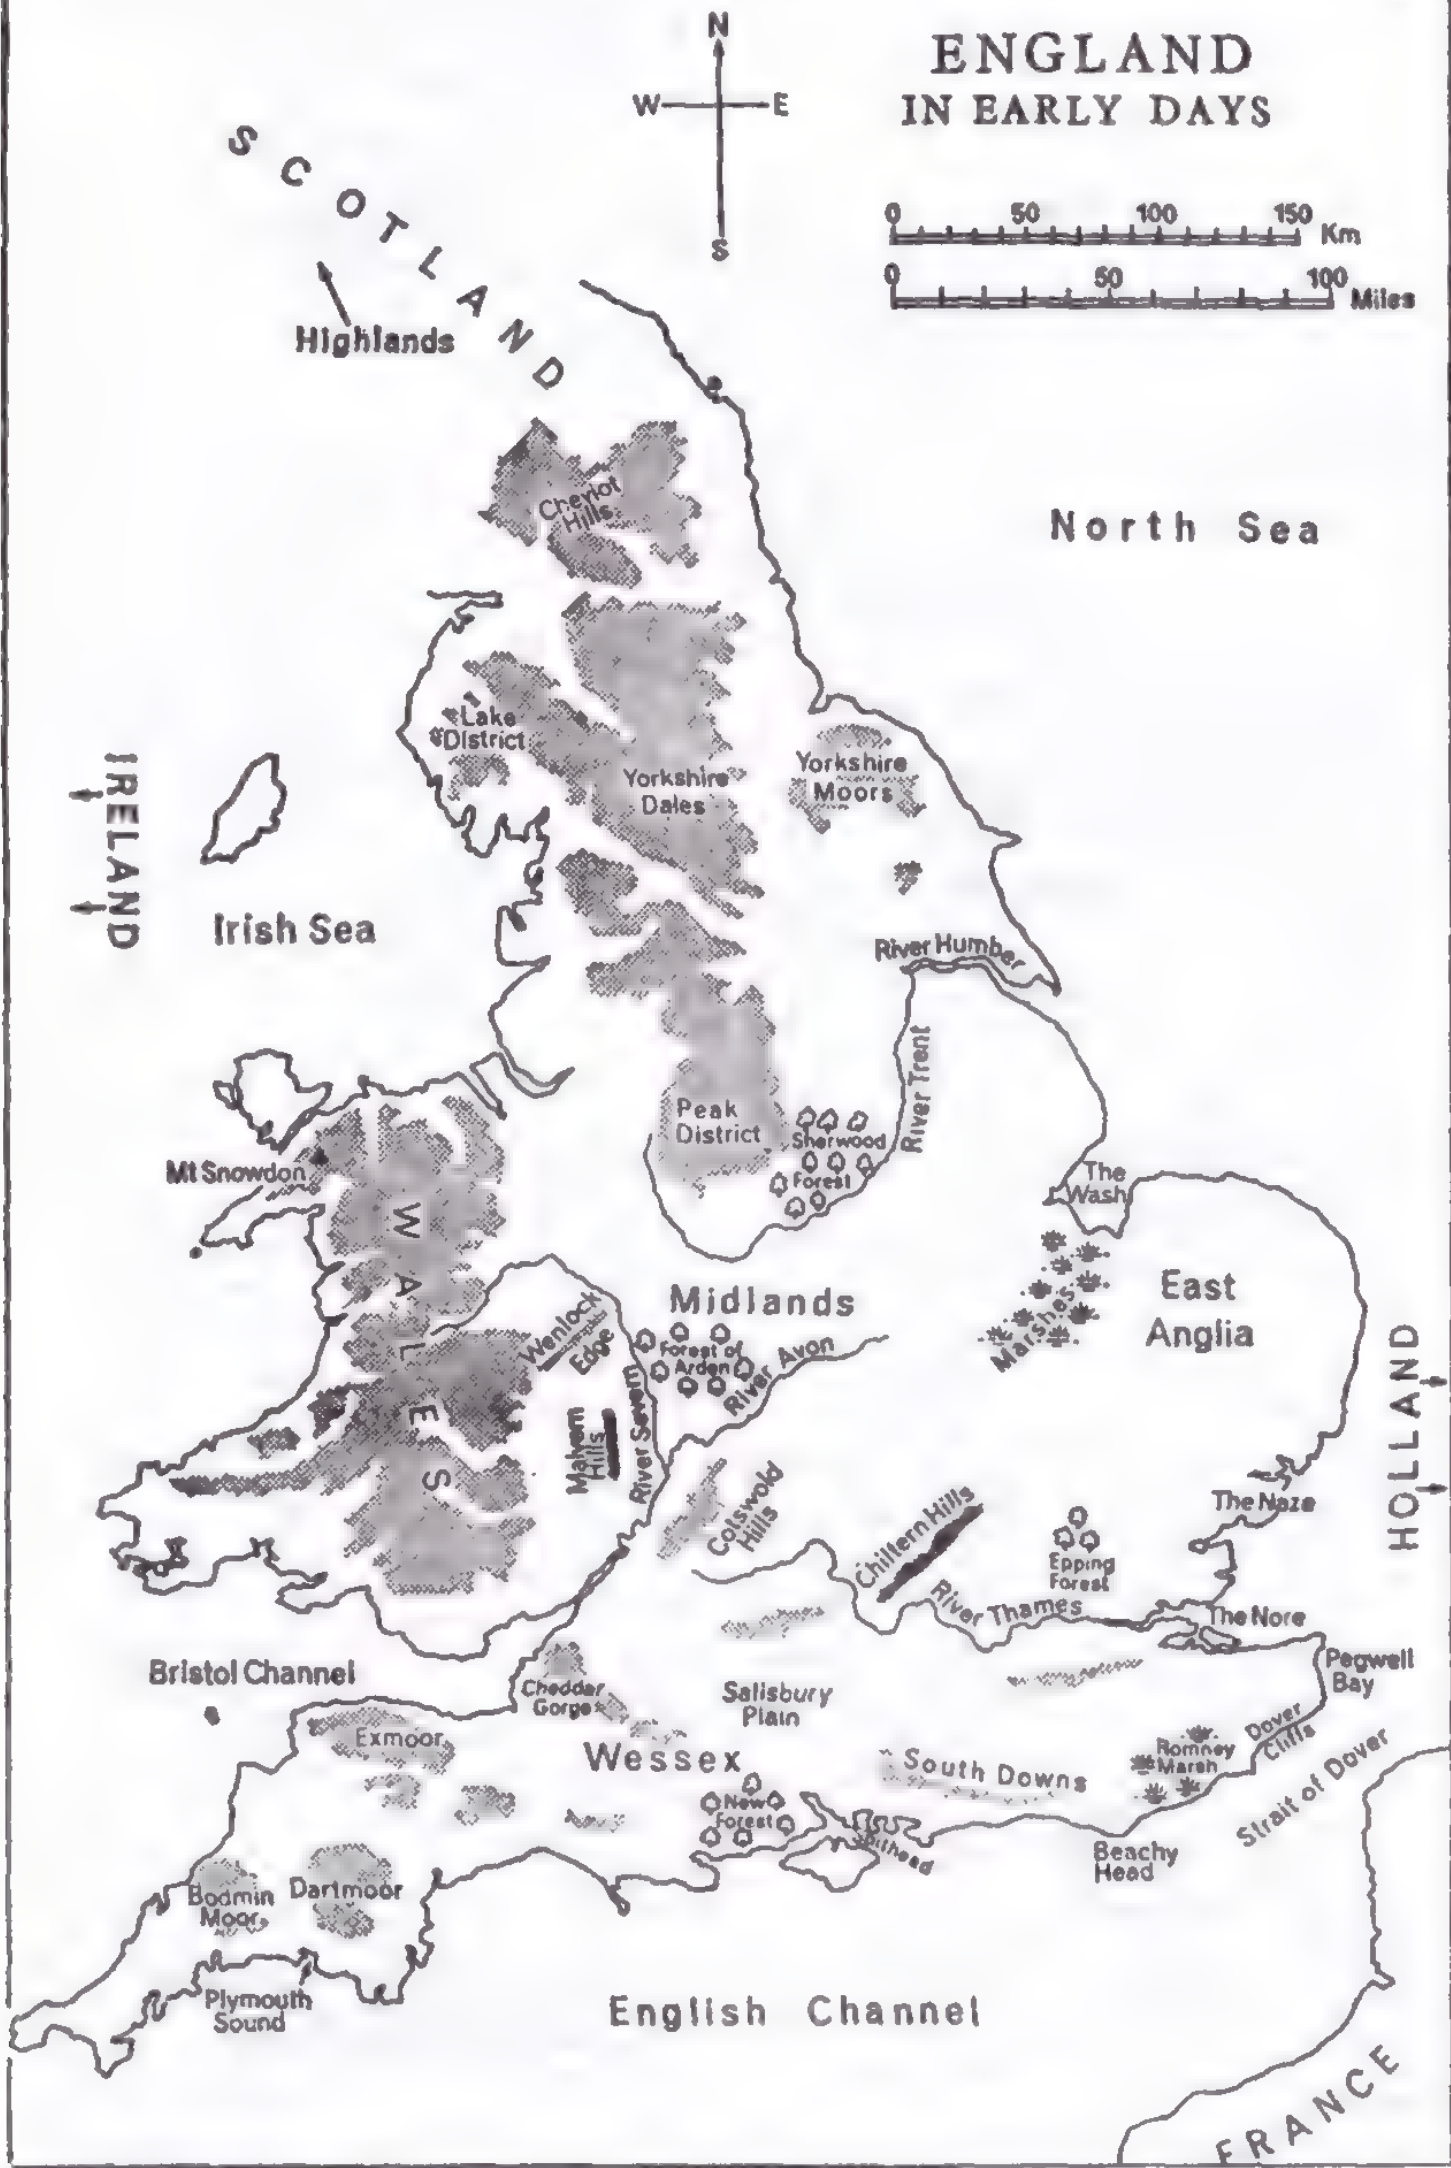 N
W E
S
ENGLAND
IN EARLY DAYS
0 50 100 150
Km
0 50 100
Miles
SCOTLAND
Highlands
Cheviot
Hills
North Sea
Lake
District
Yorkshire
Dales
Yorkshire
Moors
IRELAND
Irish Sea
River Humber
River Trent
Peak
District
Sherwood
Forest
Mt Snowdon
The
Wash
WALES
Midlands
East
Anglia
Marshes
Wenlock
Edge
Forest of
Arden
River Avon
HOLLAND
Malvern
Hills
River Severn
Cotswold
Hills
Chiltern Hills
The Naze
Epping
Forest
River Thames
The Nore
Bristol Channel
Cheddar
Gorge
Salisbury
Plain
Pegwell
Bay
Exmoor
Wessex
South Downs
Romney
Marsh
Dover
Cliffs
Strait of Dover
New
Forest
Spithead
Beachy
Head
Bodmin
Moor
Dartmoor
Plymouth
Sound
English Channel
FRANCE